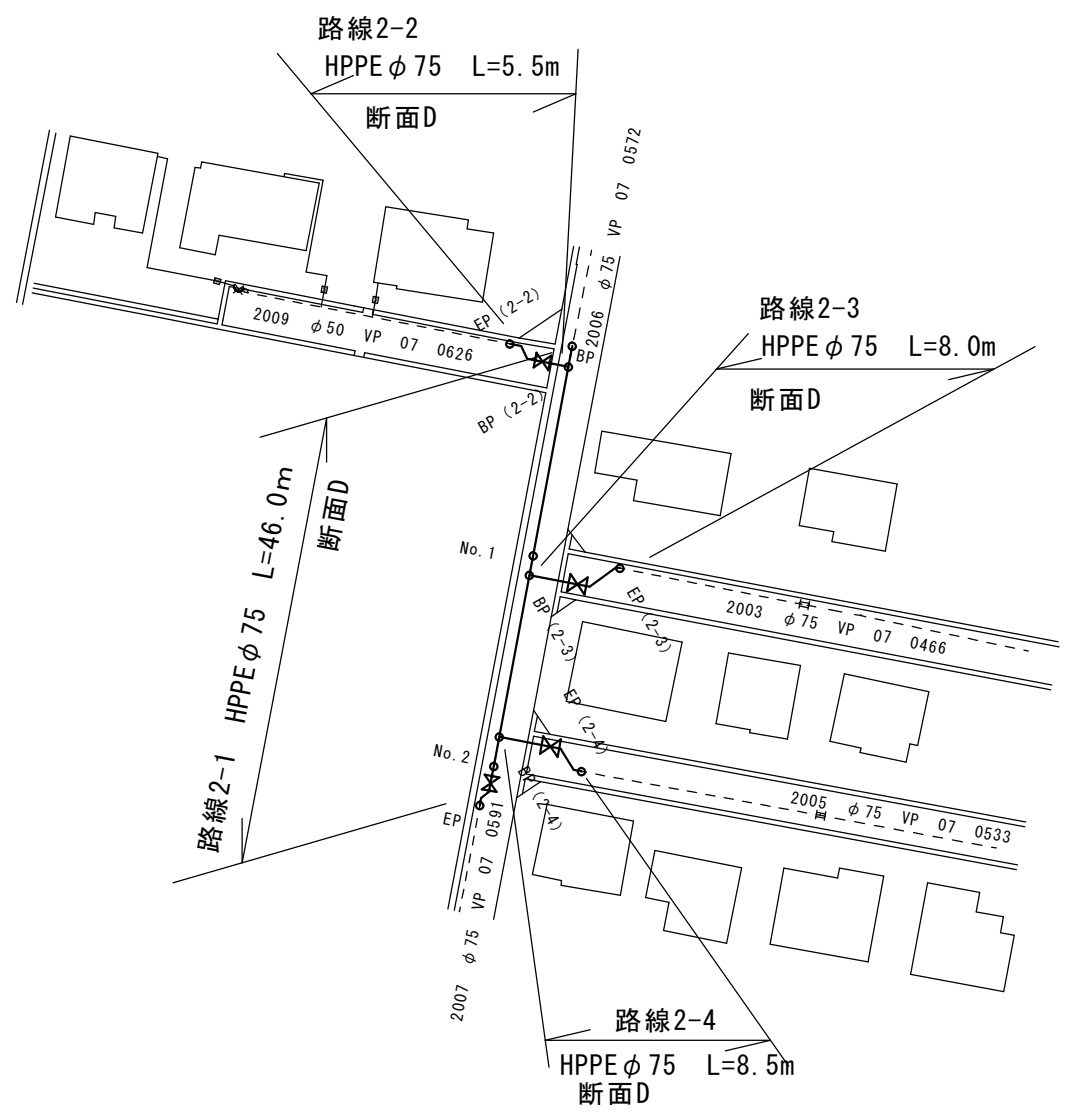 路線2-2
HPPEφ75 L=5.5m
断面D
2006 φ75 VP 07 0572
2009 φ50 VP 07 0626
EP (2-2)
BP
BP (2-2)
路線2-3
HPPEφ75 L=8.0m
断面D
路線2-1 HPPEφ75 L=46.0m
断面D
No.1
BP (2-3)
EP (2-3)
2003 φ75 VP 07 0466
EP (2-4)
No.2
BP (2-4)
EP
2005 φ75 VP 07 0533
2007 φ75 VP 07 0591
路線2-4
HPPEφ75 L=8.5m
断面D